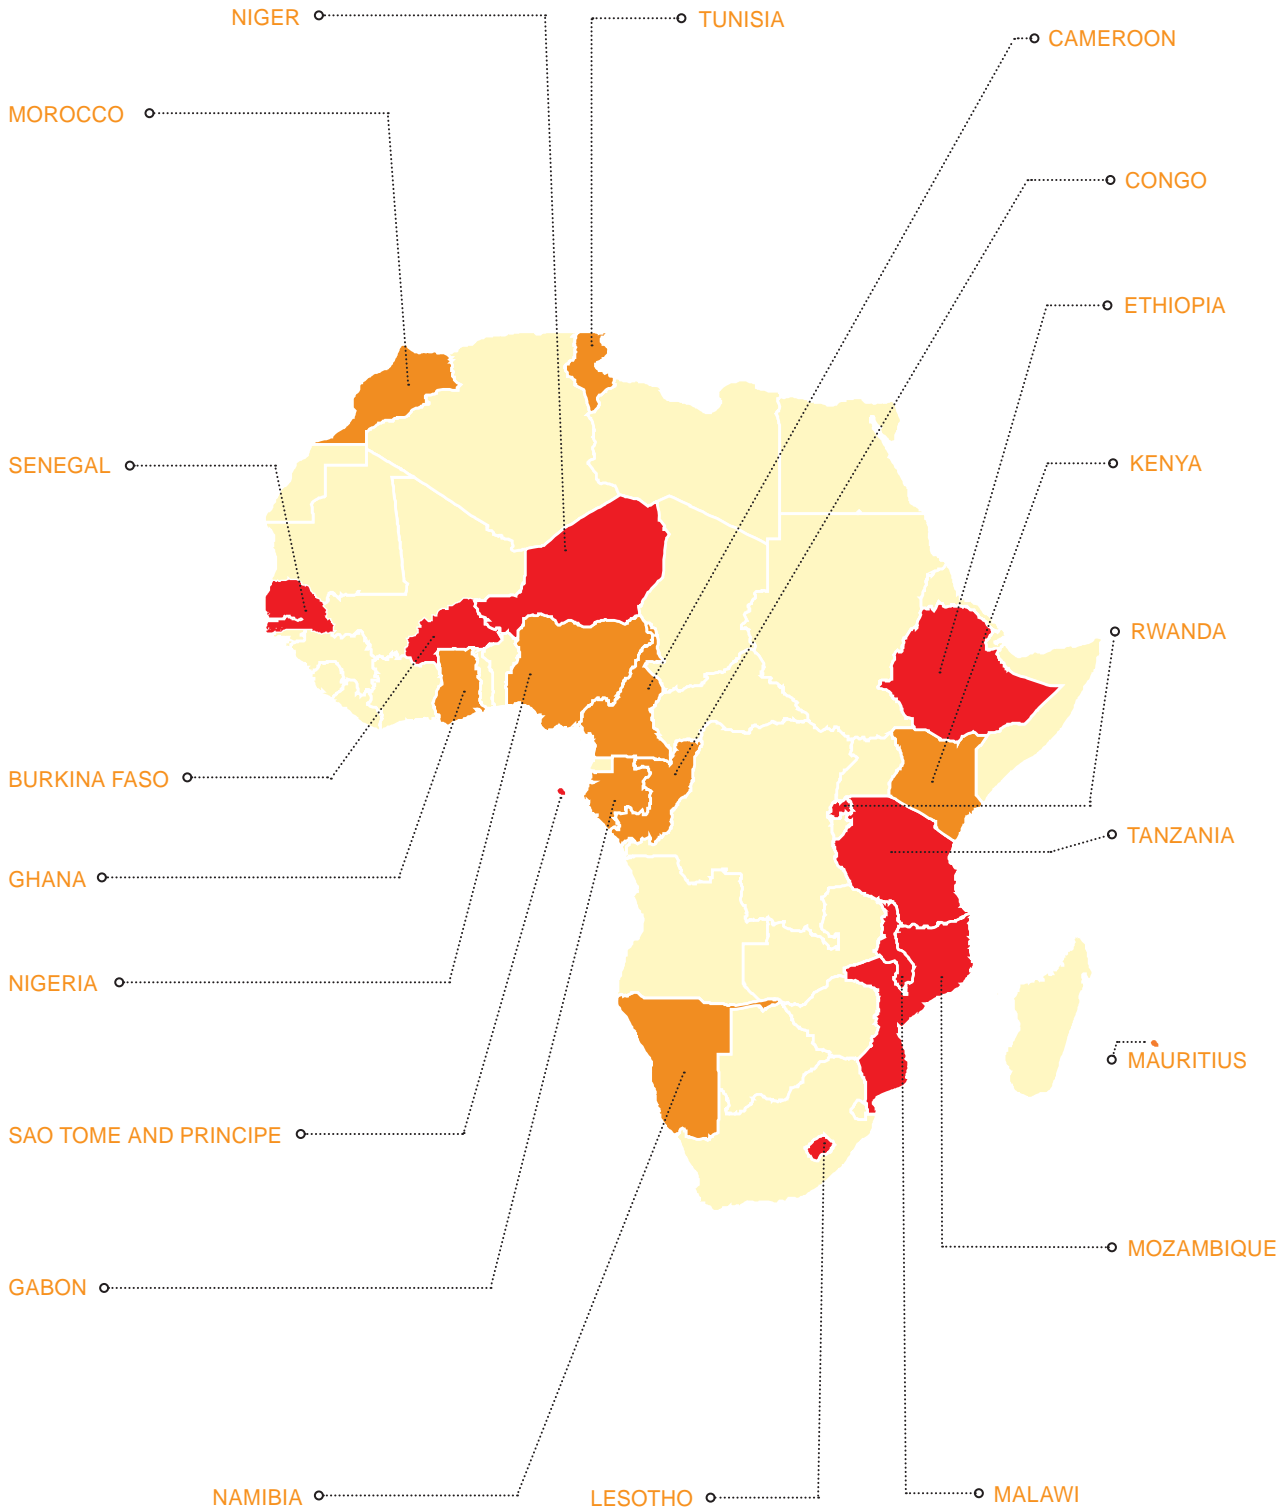 NIGER
TUNISIA
CAMEROON
MOROCCO
CONGO
ETHIOPIA
SENEGAL
KENYA
RWANDA
BURKINA FASO
TANZANIA
GHANA
NIGERIA
MAURITIUS
SAO TOME AND PRINCIPE
MOZAMBIQUE
GABON
NAMIBIA
LESOTHO
MALAWI